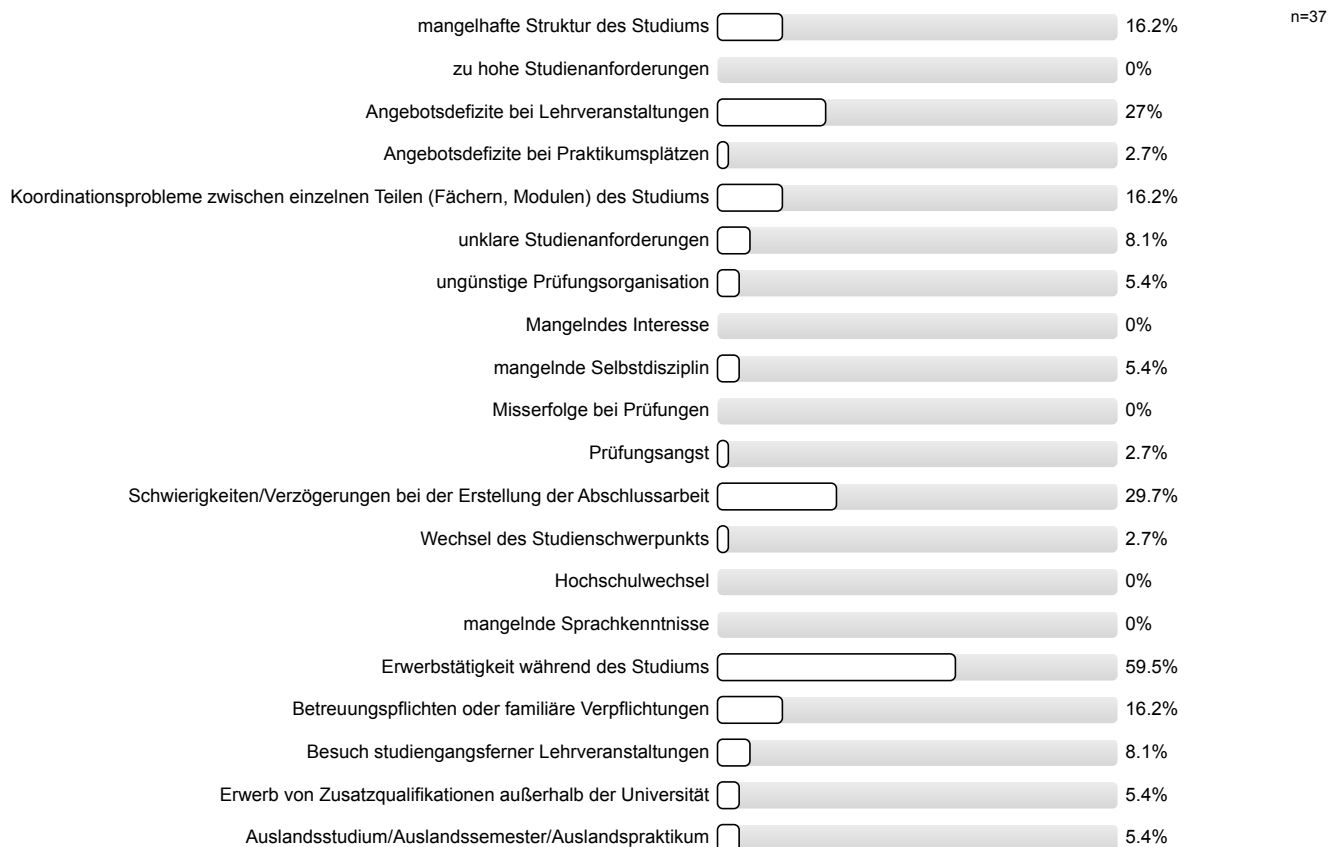 n=37
mangelhafte Struktur des Studiums 16.2%
zu hohe Studienanforderungen 0%
Angebotsdefizite bei Lehrveranstaltungen 27%
Angebotsdefizite bei Praktikumsplätzen 2.7%
Koordinationsprobleme zwischen einzelnen Teilen (Fächern, Modulen) des Studiums 16.2%
unklare Studienanforderungen 8.1%
ungünstige Prüfungsorganisation 5.4%
Mangelndes Interesse 0%
mangelnde Selbstdisziplin 5.4%
Misserfolge bei Prüfungen 0%
Prüfungsangst 2.7%
Schwierigkeiten/Verzögerungen bei der Erstellung der Abschlussarbeit 29.7%
Wechsel des Studienschwerpunkts 2.7%
Hochschulwechsel 0%
mangelnde Sprachkenntnisse 0%
Erwerbstätigkeit während des Studiums 59.5%
Betreuungspflichten oder familiäre Verpflichtungen 16.2%
Besuch studiengangsferner Lehrveranstaltungen 8.1%
Erwerb von Zusatzqualifikationen außerhalb der Universität 5.4%
Auslandsstudium/Auslandssemester/Auslandspraktikum 5.4%